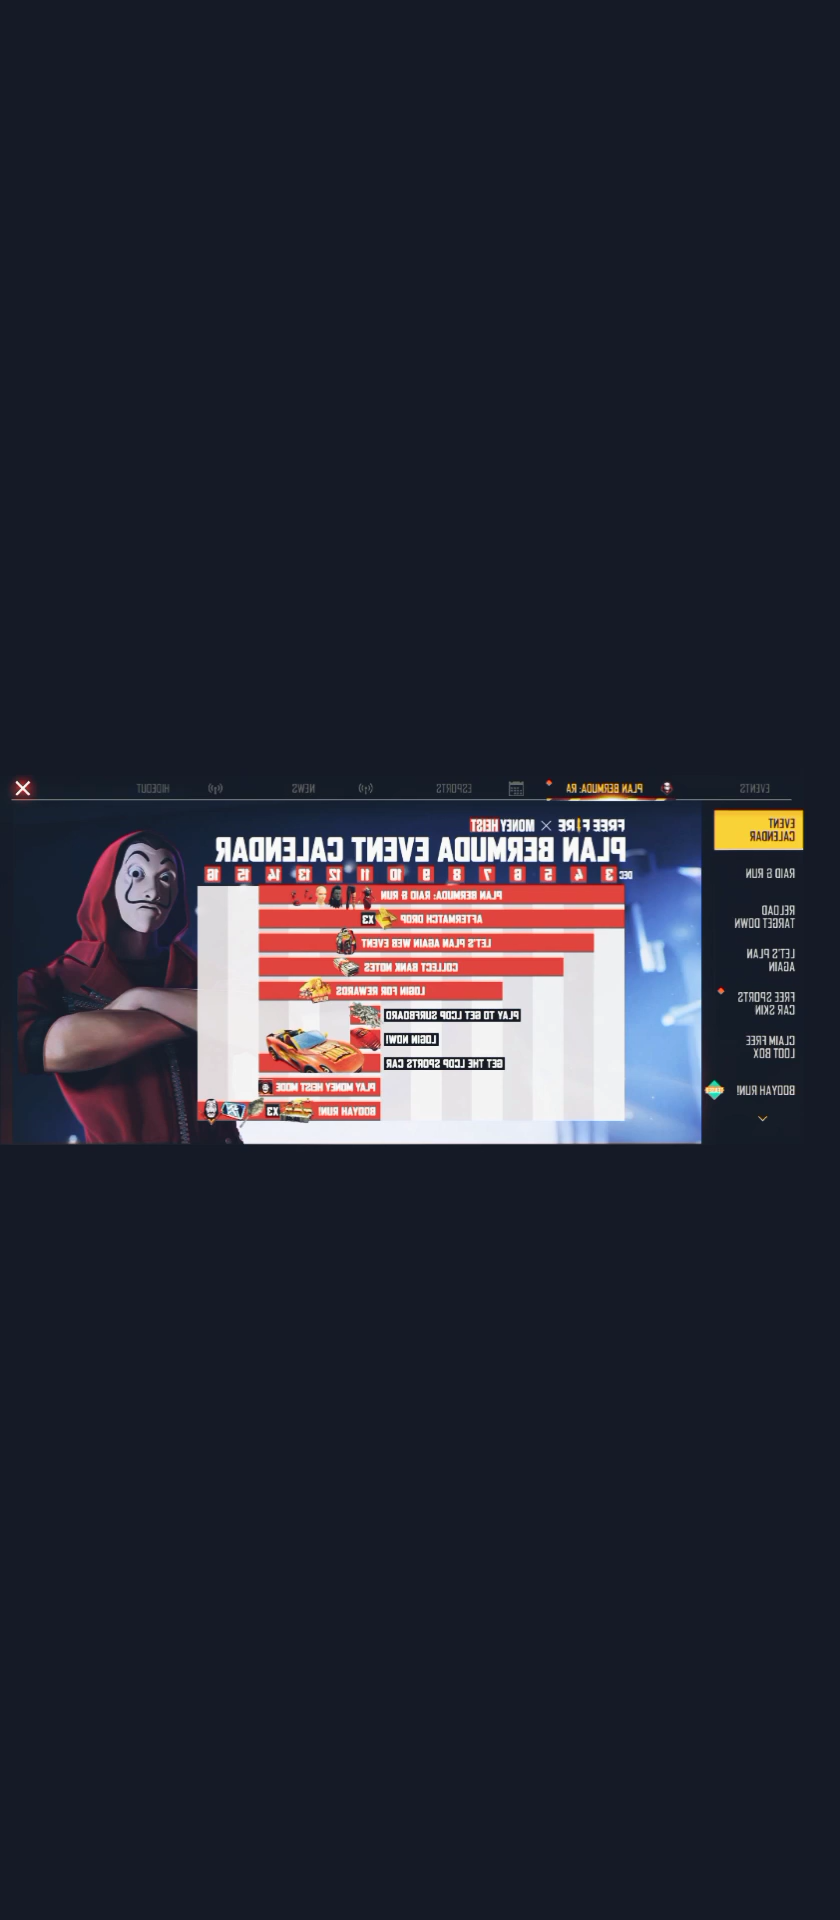 EVENTS PLAN BERMUDA: RA ESPORTS NEWS HIDEOUT
EVENT
CALENDAR
RAID & RUN
RELOAD
TARGET DOWN
LET'S PLAN
AGAIN
FREE SPORTS
CAR SKIN
CLAIM FREE
LOOT BOX
BOOYAH RUN!
FREE FIRE × MONEY HEIST
PLAN BERMUDA EVENT CALENDAR
DEC 3 4 5 6 7 8 9 10 11 12 13 14 15 16
PLAN BERMUDA: RAID & RUN
AFTERMATCH DROP X3
LET'S PLAN AGAIN WEB EVENT
COLLECT BANK NOTES
LOGIN FOR REWARDS
PLAY TO GET LCDP SURFBOARD
LOGIN NOW!
GET THE LCDP SPORTS CAR
PLAY MONEY HEIST MODE
BOOYAH RUN! X3